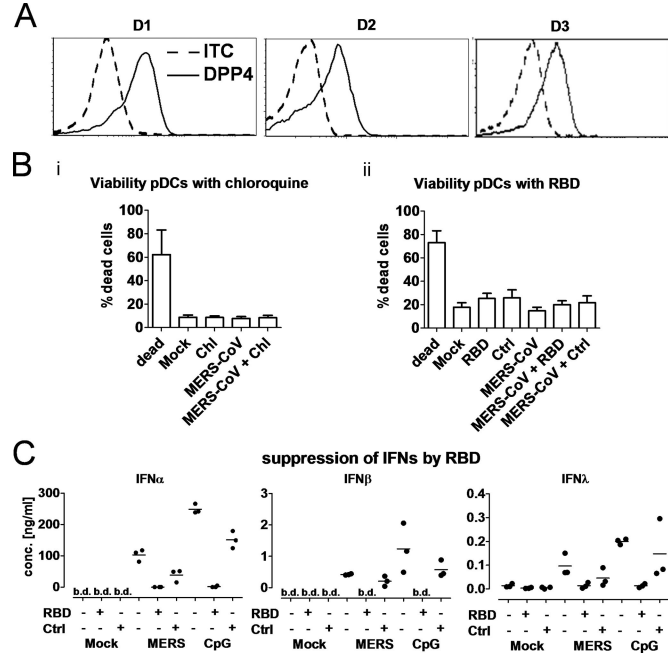 A
D1 D2 D3
ITC
DPP4
B
i ii
Viability pDCs with chloroquine Viability pDCs with RBD
% dead cells
100
80
60
40
20
0
dead
Mock
Chl
MERS-CoV
MERS-CoV + Chl
% dead cells
100
80
60
40
20
0
dead
Mock
RBD
Ctrl
MERS-CoV
MERS-CoV + RBD
MERS-CoV + Ctrl
C
suppression of IFNs by RBD
IFNα IFNβ IFNλ
conc. [ng/ml]
300
200
100
0
b.d. b.d. b.d.
RBD - + - - + - - + -
Ctrl - - + - - + - - +
Mock MERS CpG
3
2
1
0
b.d. b.d. b.d. b.d. b.d.
RBD - + - - + - - + -
Ctrl - - + - - + - - +
Mock MERS CpG
0.4
0.3
0.2
0.1
0.0
RBD - + - - + - - + -
Ctrl - - + - - + - - +
Mock MERS CpG